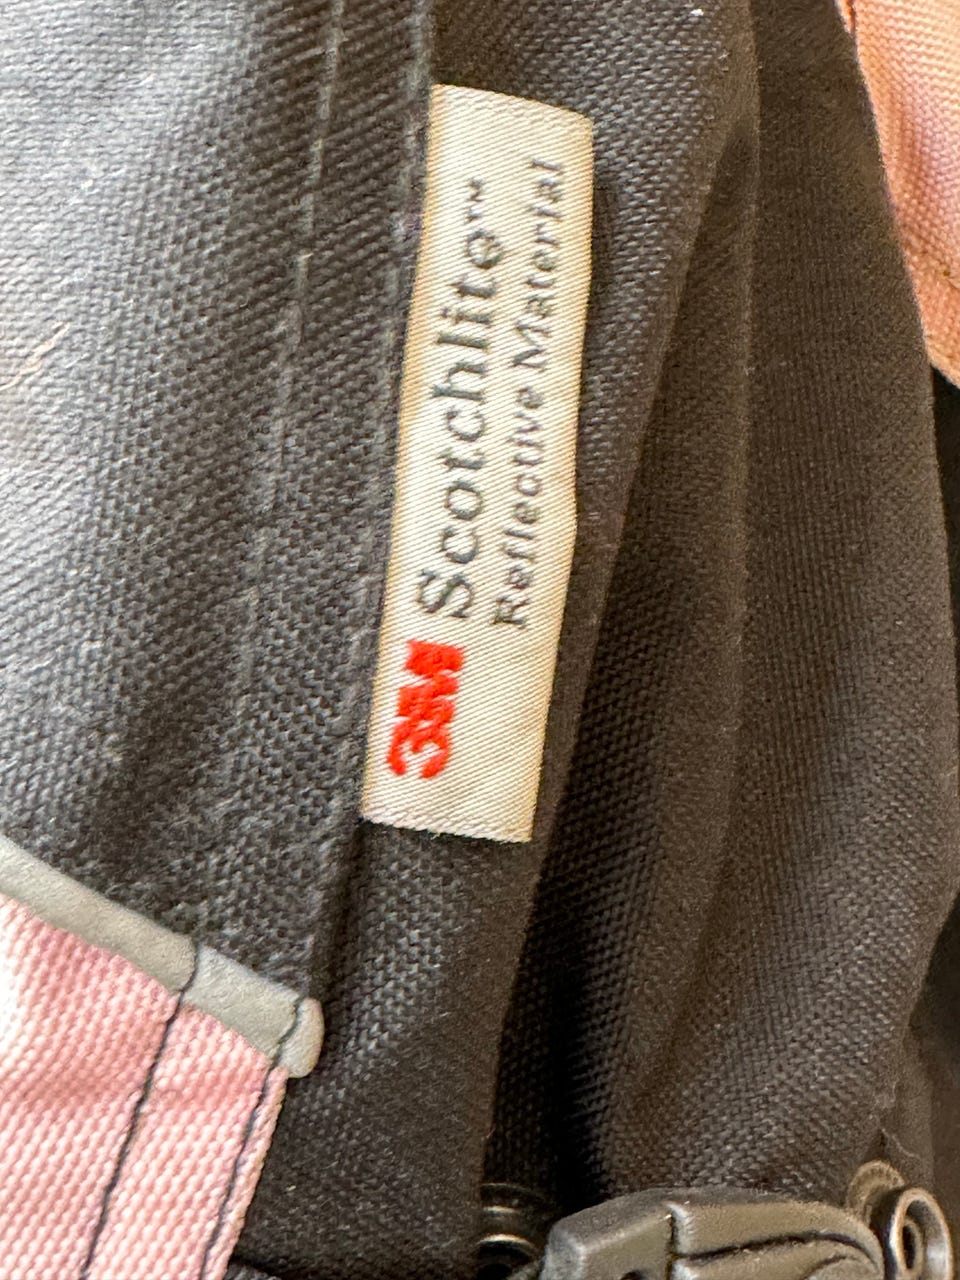 3M Scotchlite™
Reflective Material